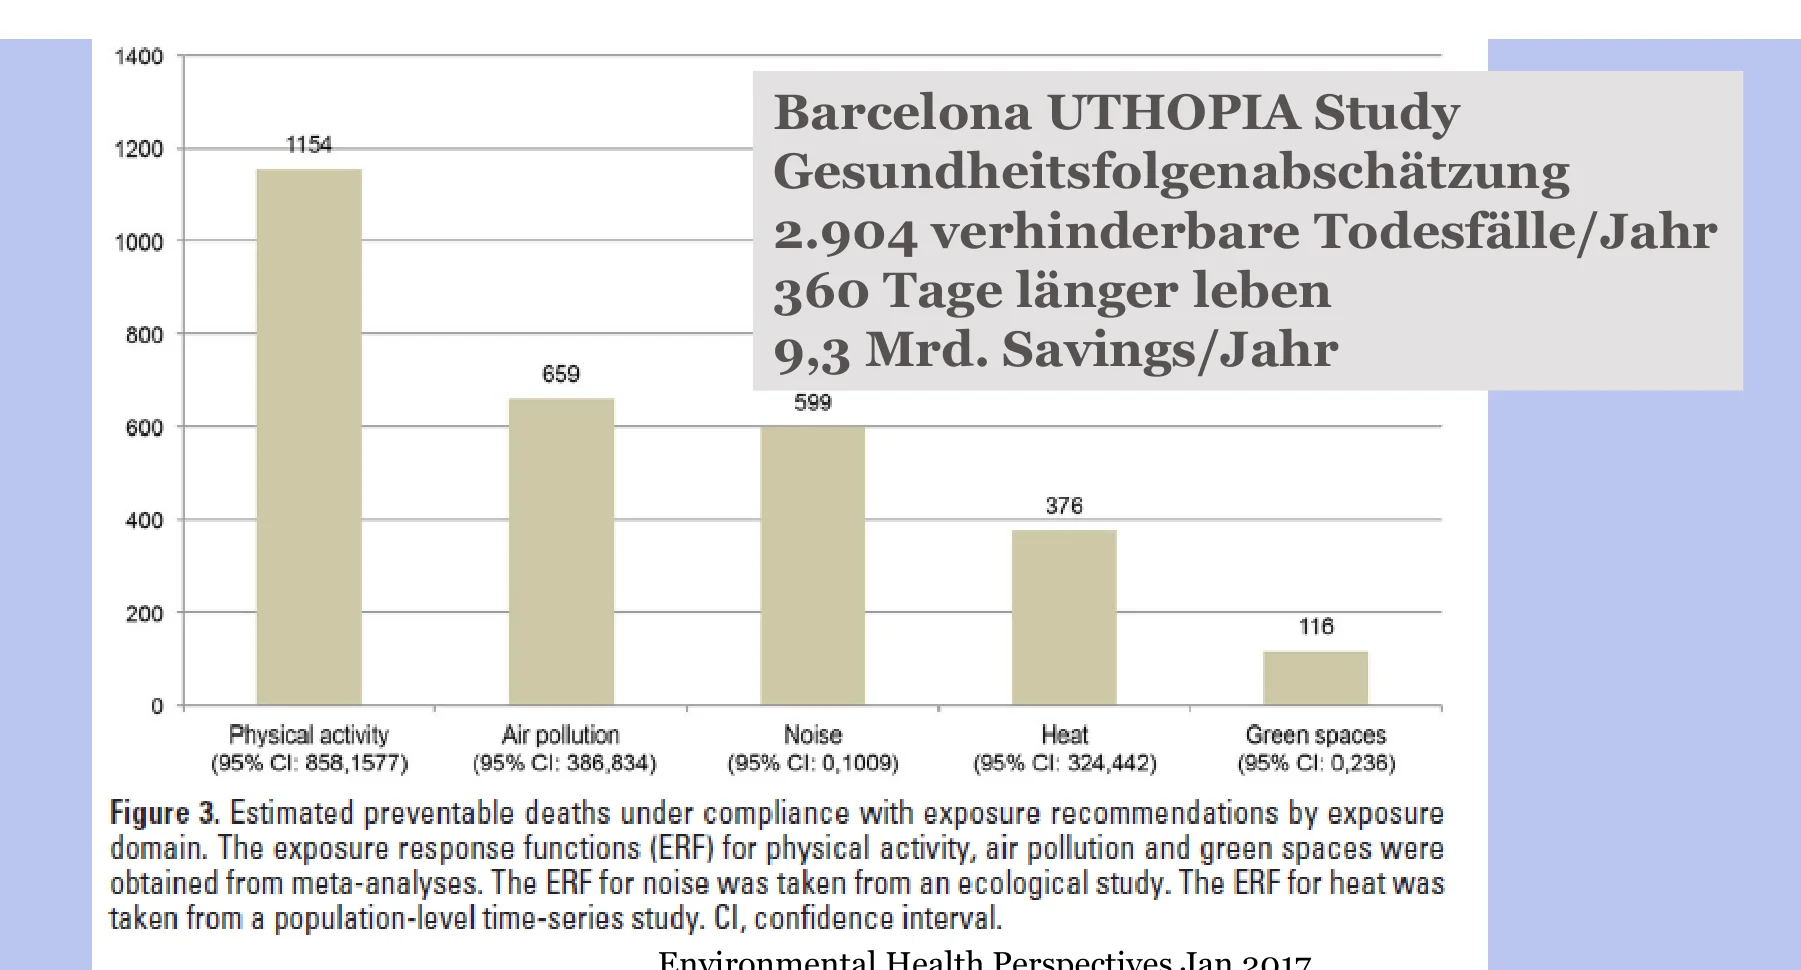 1400
1200
1000
800
600
400
200
0
1154
659
599
376
116
Barcelona UTHOPIA Study
Gesundheitsfolgenabschätzung
2.904 verhinderbare Todesfälle/Jahr
360 Tage länger leben
9,3 Mrd. Savings/Jahr
Physical activity
(95% CI: 858,1577)
Air pollution
(95% CI: 386,834)
Noise
(95% CI: 0,1009)
Heat
(95% CI: 324,442)
Green spaces
(95% CI: 0,236)
Figure 3. Estimated preventable deaths under compliance with exposure recommendations by exposure
domain. The exposure response functions (ERF) for physical activity, air pollution and green spaces were
obtained from meta-analyses. The ERF for noise was taken from an ecological study. The ERF for heat was
taken from a population-level time-series study. CI, confidence interval.
Environmental Health Perspectives Jan 2017